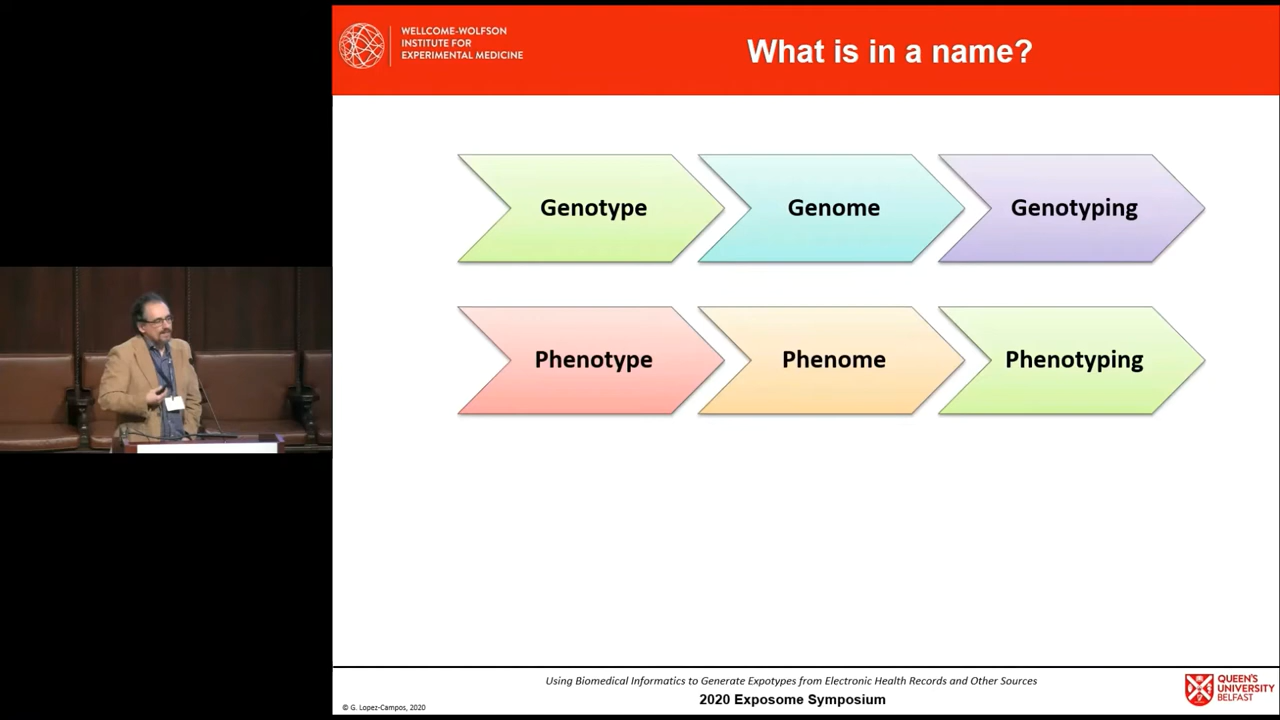 WELLCOME-WOLFSON
INSTITUTE FOR
EXPERIMENTAL MEDICINE
What is in a name?
Genotype
Genome
Genotyping
Phenotype
Phenome
Phenotyping
Using Biomedical Informatics to Generate Expotypes from Electronic Health Records and Other Sources
2020 Exposome Symposium
© G. Lopez-Campos, 2020
QUEEN'S
UNIVERSITY
BELFAST